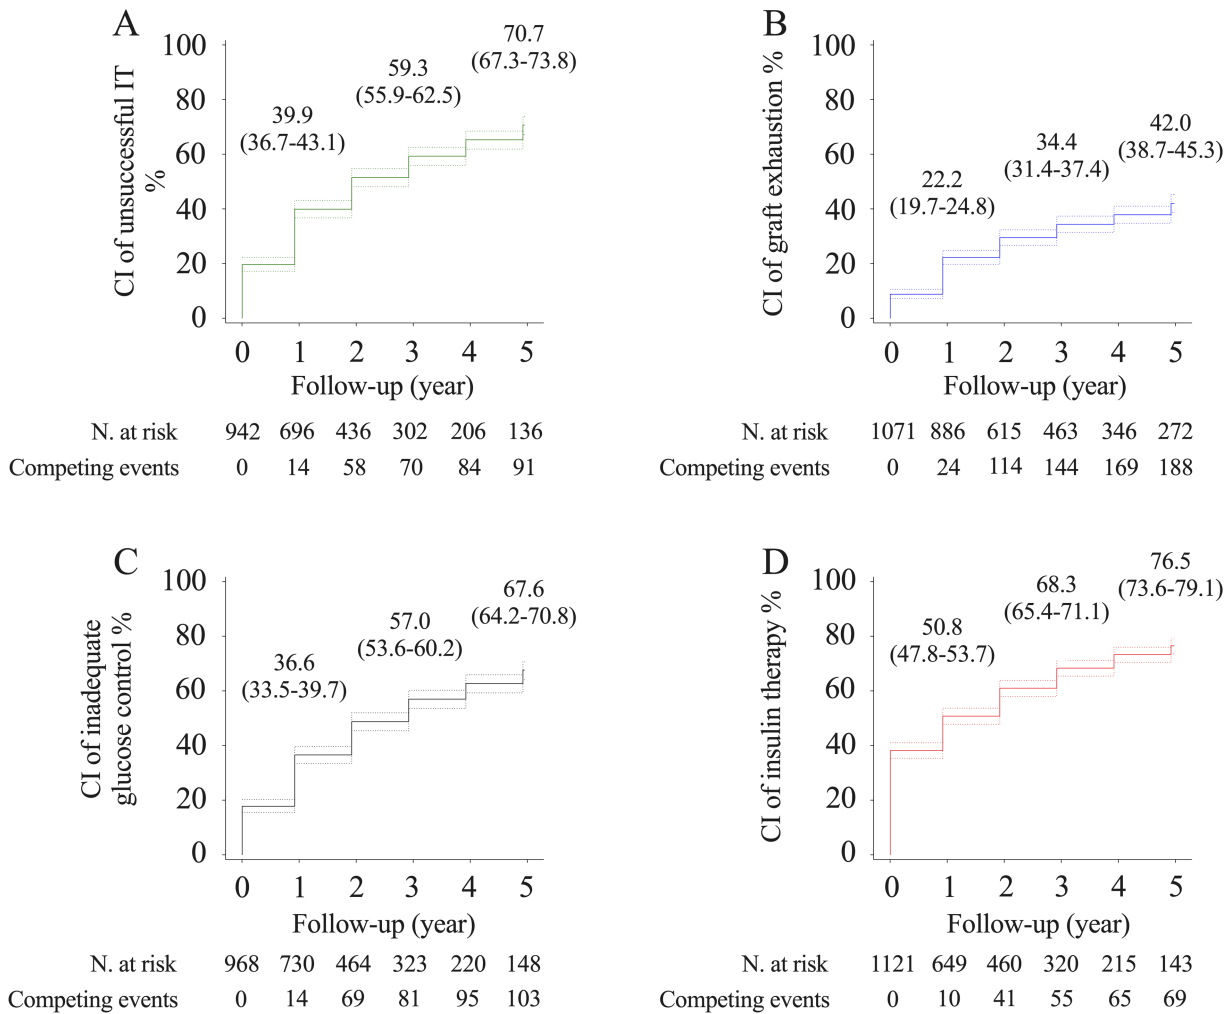 A
CI of unsuccessful IT
%
100
80
60
40
20
0
39.9
(36.7-43.1)
59.3
(55.9-62.5)
70.7
(67.3-73.8)
0 1 2 3 4 5
Follow-up (year)
N. at risk 942 696 436 302 206 136
Competing events 0 14 58 70 84 91
B
CI of graft exhaustion %
100
80
60
40
20
0
22.2
(19.7-24.8)
34.4
(31.4-37.4)
42.0
(38.7-45.3)
0 1 2 3 4 5
Follow-up (year)
N. at risk 1071 886 615 463 346 272
Competing events 0 24 114 144 169 188
C
CI of inadequate
glucose control %
100
80
60
40
20
0
36.6
(33.5-39.7)
57.0
(53.6-60.2)
67.6
(64.2-70.8)
0 1 2 3 4 5
Follow-up (year)
N. at risk 968 730 464 323 220 148
Competing events 0 14 69 81 95 103
D
CI of insulin therapy %
100
80
60
40
20
0
50.8
(47.8-53.7)
68.3
(65.4-71.1)
76.5
(73.6-79.1)
0 1 2 3 4 5
Follow-up (year)
N. at risk 1121 649 460 320 215 143
Competing events 0 10 41 55 65 69